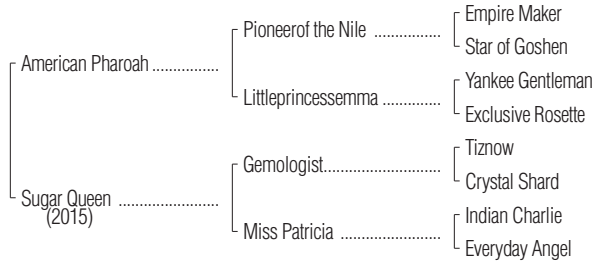 Empire Maker
Pioneerof the Nile ................
Star of Goshen
American Pharoah ................
Yankee Gentleman
Littleprincessemma ..............
Exclusive Rosette
Tiznow
Gemologist............................
Crystal Shard
Sugar Queen ........................
(2015)
Indian Charlie
Miss Patricia ........................
Everyday Angel